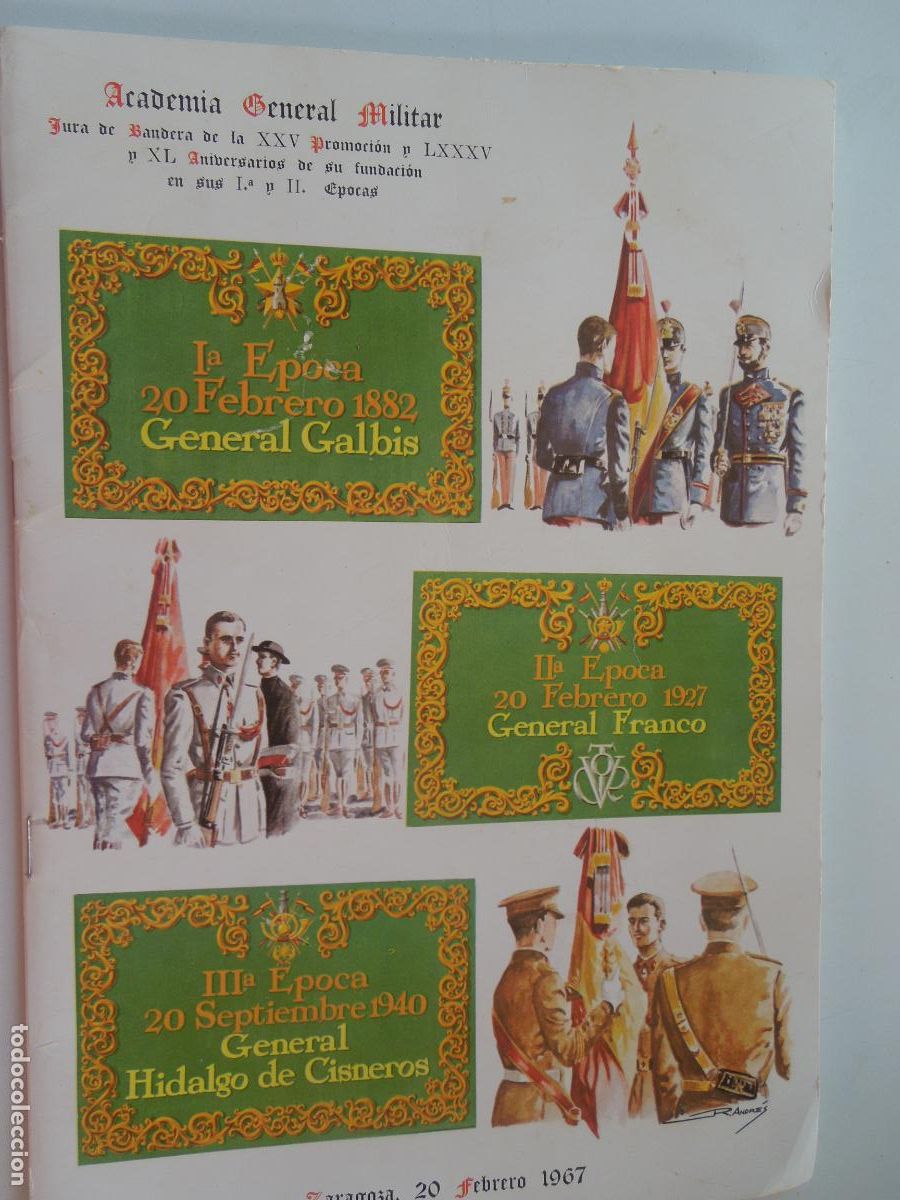 Academia General Militar
Jura de Bandera de la XXV Promoción y LXXXV
y XL Aniversarios de su fundación
en sus I.ª y II. Epocas
Iª Epoca
20 Febrero 1882
General Galbis
IIª Epoca
20 Febrero 1927
General Franco
IIIª Epoca
20 Septiembre 1940
General
Hidalgo de Cisneros
R. Andrés
Zaragoza, 20 Febrero 1967
todocoleccion